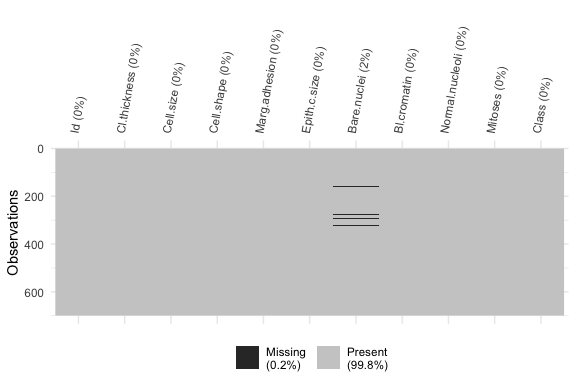 Id (0%)
Cl.thickness (0%)
Cell.size (0%)
Cell.shape (0%)
Marg.adhesion (0%)
Epith.c.size (0%)
Bare.nuclei (2%)
Bl.cromatin (0%)
Normal.nucleoli (0%)
Mitoses (0%)
Class (0%)
0
200
400
600
Observations
Missing
(0.2%)
Present
(99.8%)